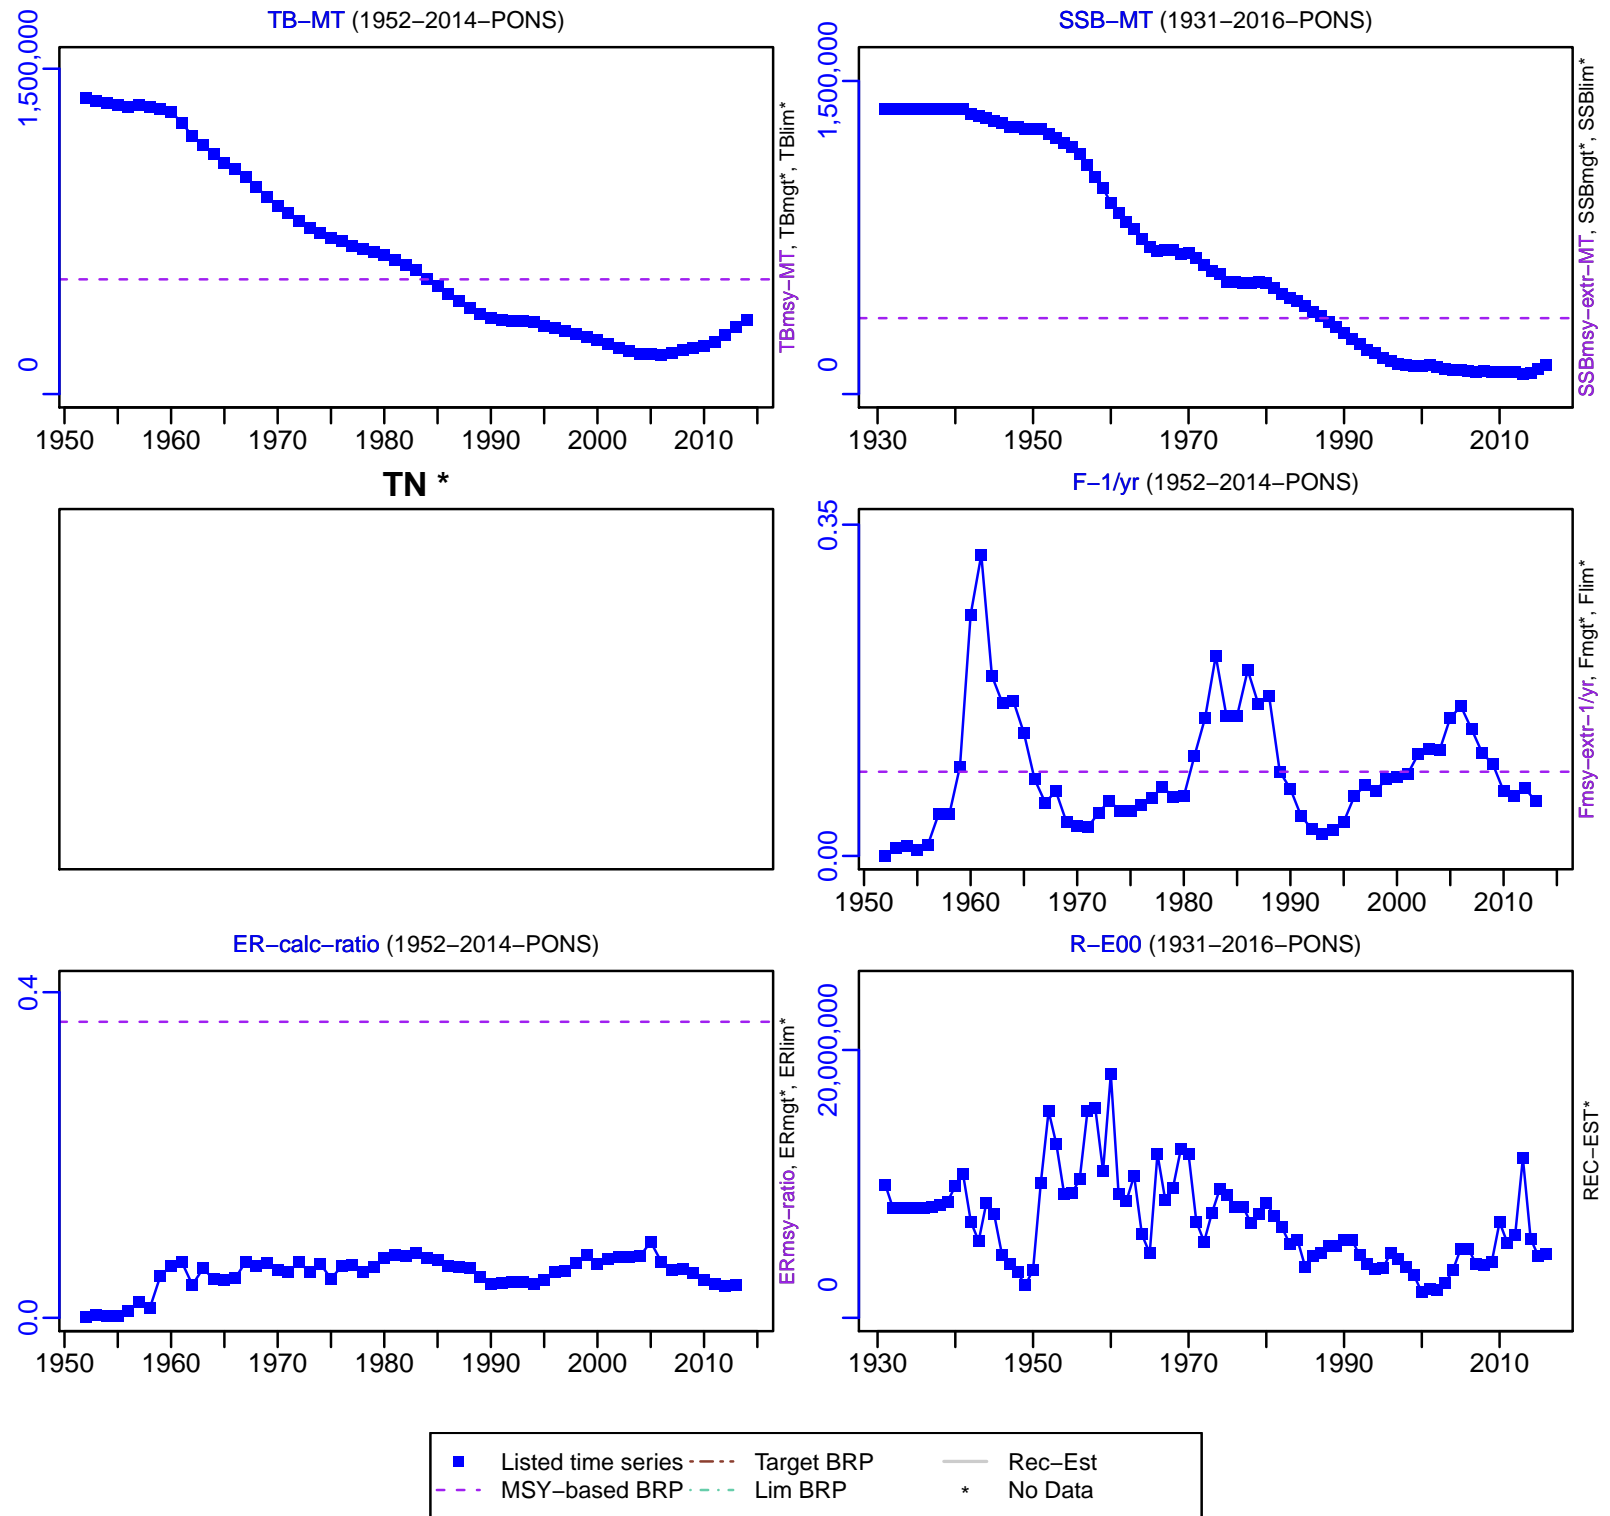 TB−MT (1952−2014−PONS)
1,500,000
0
1950 1960 1970 1980 1990 2000 2010
TBmsy−MT, TBmgt*, TBlim*
SSB−MT (1931−2016−PONS)
1,500,000
0
1930 1950 1970 1990 2010
SSBmsy−extr−MT, SSBmgt*, SSBlim*
TN *
F−1/yr (1952−2014−PONS)
0.35
0.00
1950 1960 1970 1980 1990 2000 2010
Fmsy−extr−1/yr, Fmgt*, Flim*
ER−calc−ratio (1952−2014−PONS)
0.4
0.0
1950 1960 1970 1980 1990 2000 2010
ERmsy−ratio, ERmgt*, ERlim*
R−E00 (1931−2016−PONS)
20,000,000
0
1930 1950 1970 1990 2010
REC−EST*
Listed time series Target BRP Rec−Est
MSY−based BRP Lim BRP * No Data